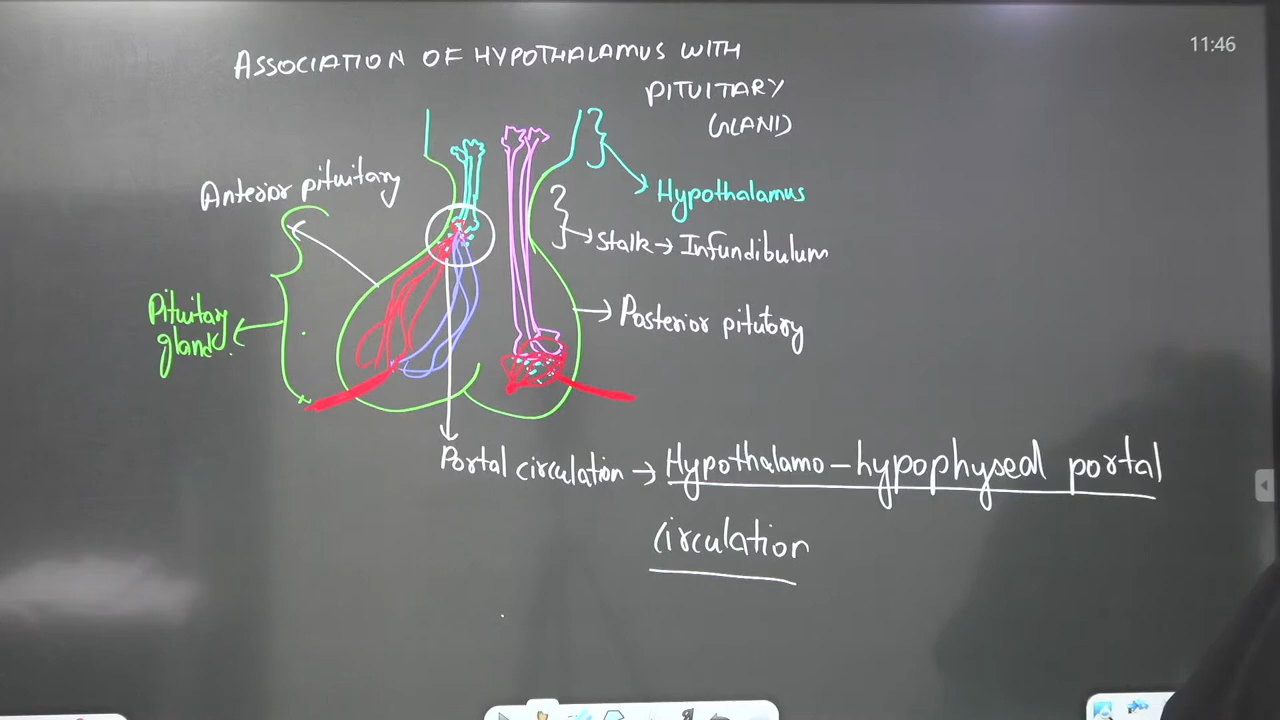 11:46
ASSOCIATION OF HYPOTHALAMUS WITH
PITUITARY
GLAND
Anterior pituitary
Hypothalamus
Stalk → Infundibulum
Pituitary
gland
Posterior pitutory
Portal circulation → Hypothalamo-hypophyseal portal
circulation